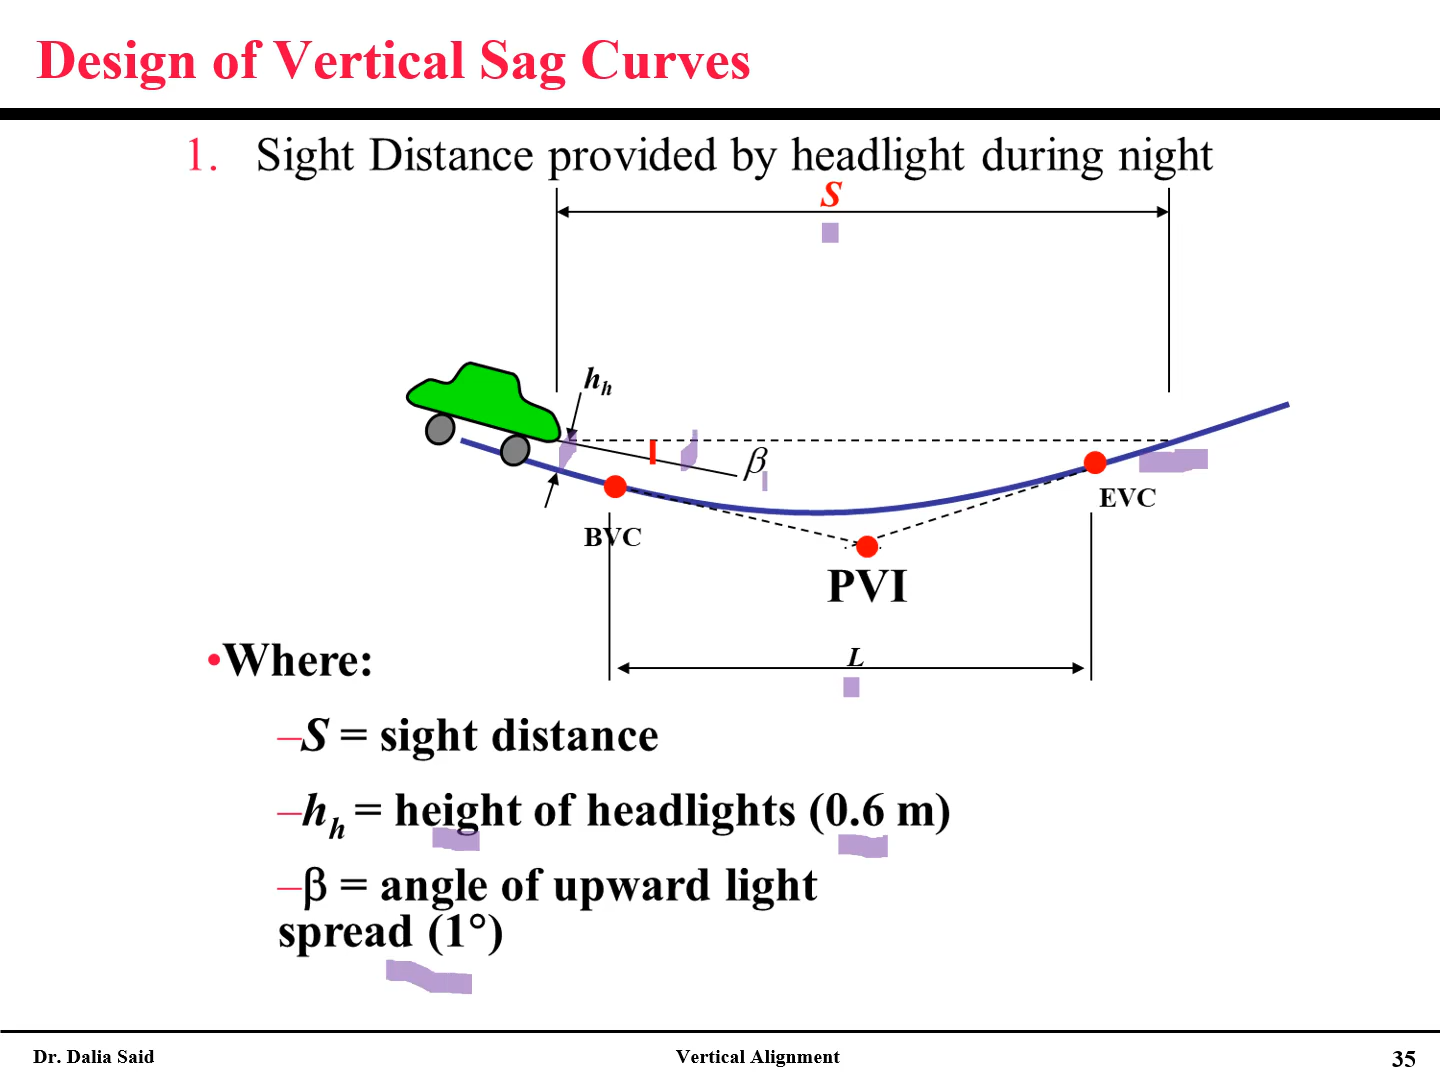 Design of Vertical Sag Curves
1. Sight Distance provided by headlight during night
S
hh
β
BVC
EVC
PVI
L
•Where:
–S = sight distance
–hh = height of headlights (0.6 m)
–β = angle of upward light
spread (1°)
Dr. Dalia Said
Vertical Alignment
35